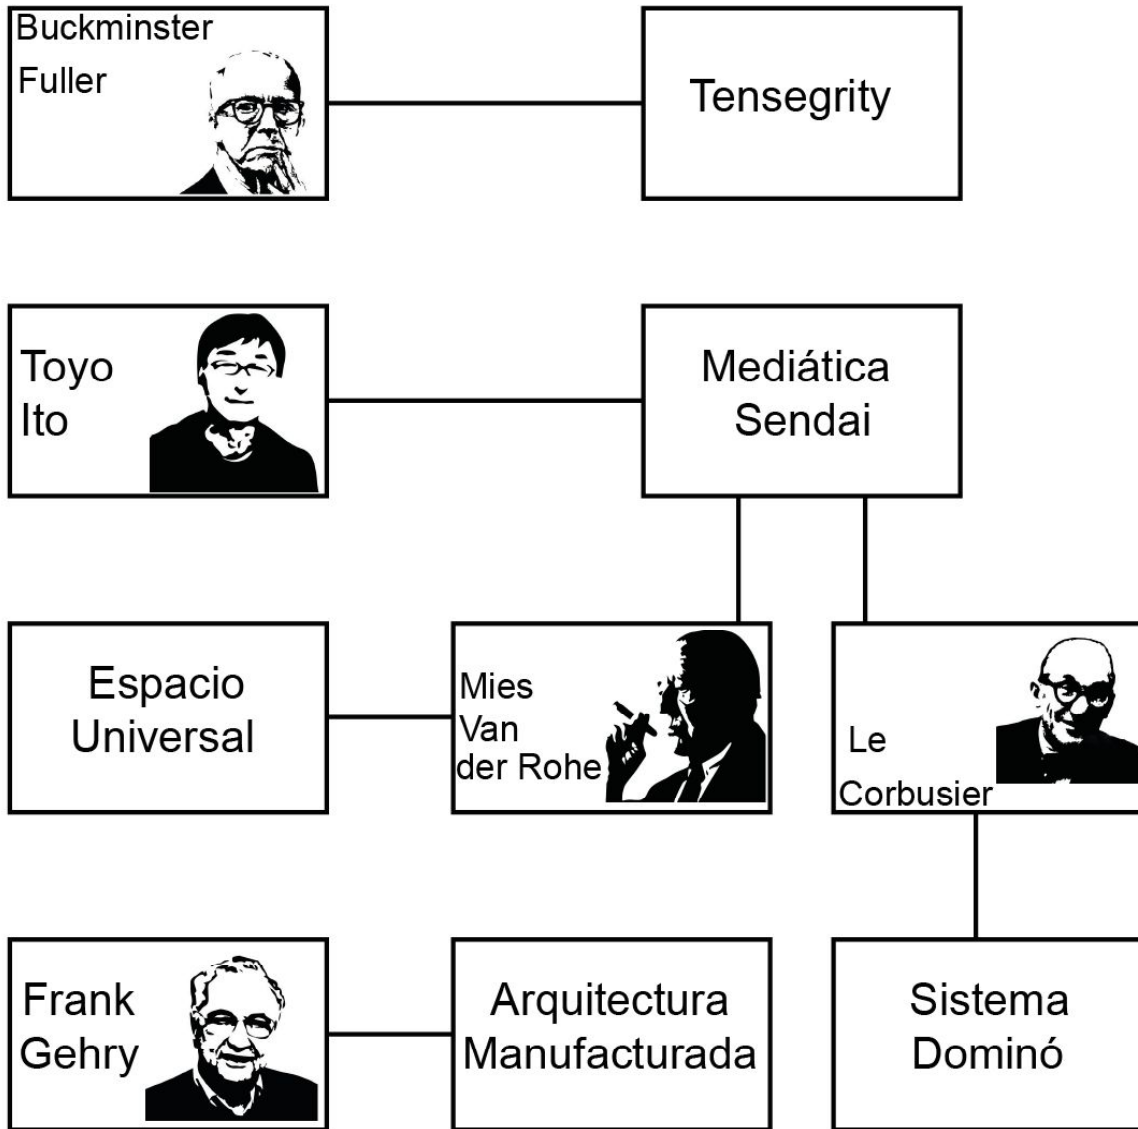 Buckminster
Fuller
Tensegrity
Toyo
Ito
Mediática
Sendai
Espacio
Universal
Mies
Van
der Rohe
Le
Corbusier
Frank
Gehry
Arquitectura
Manufacturada
Sistema
Dominó